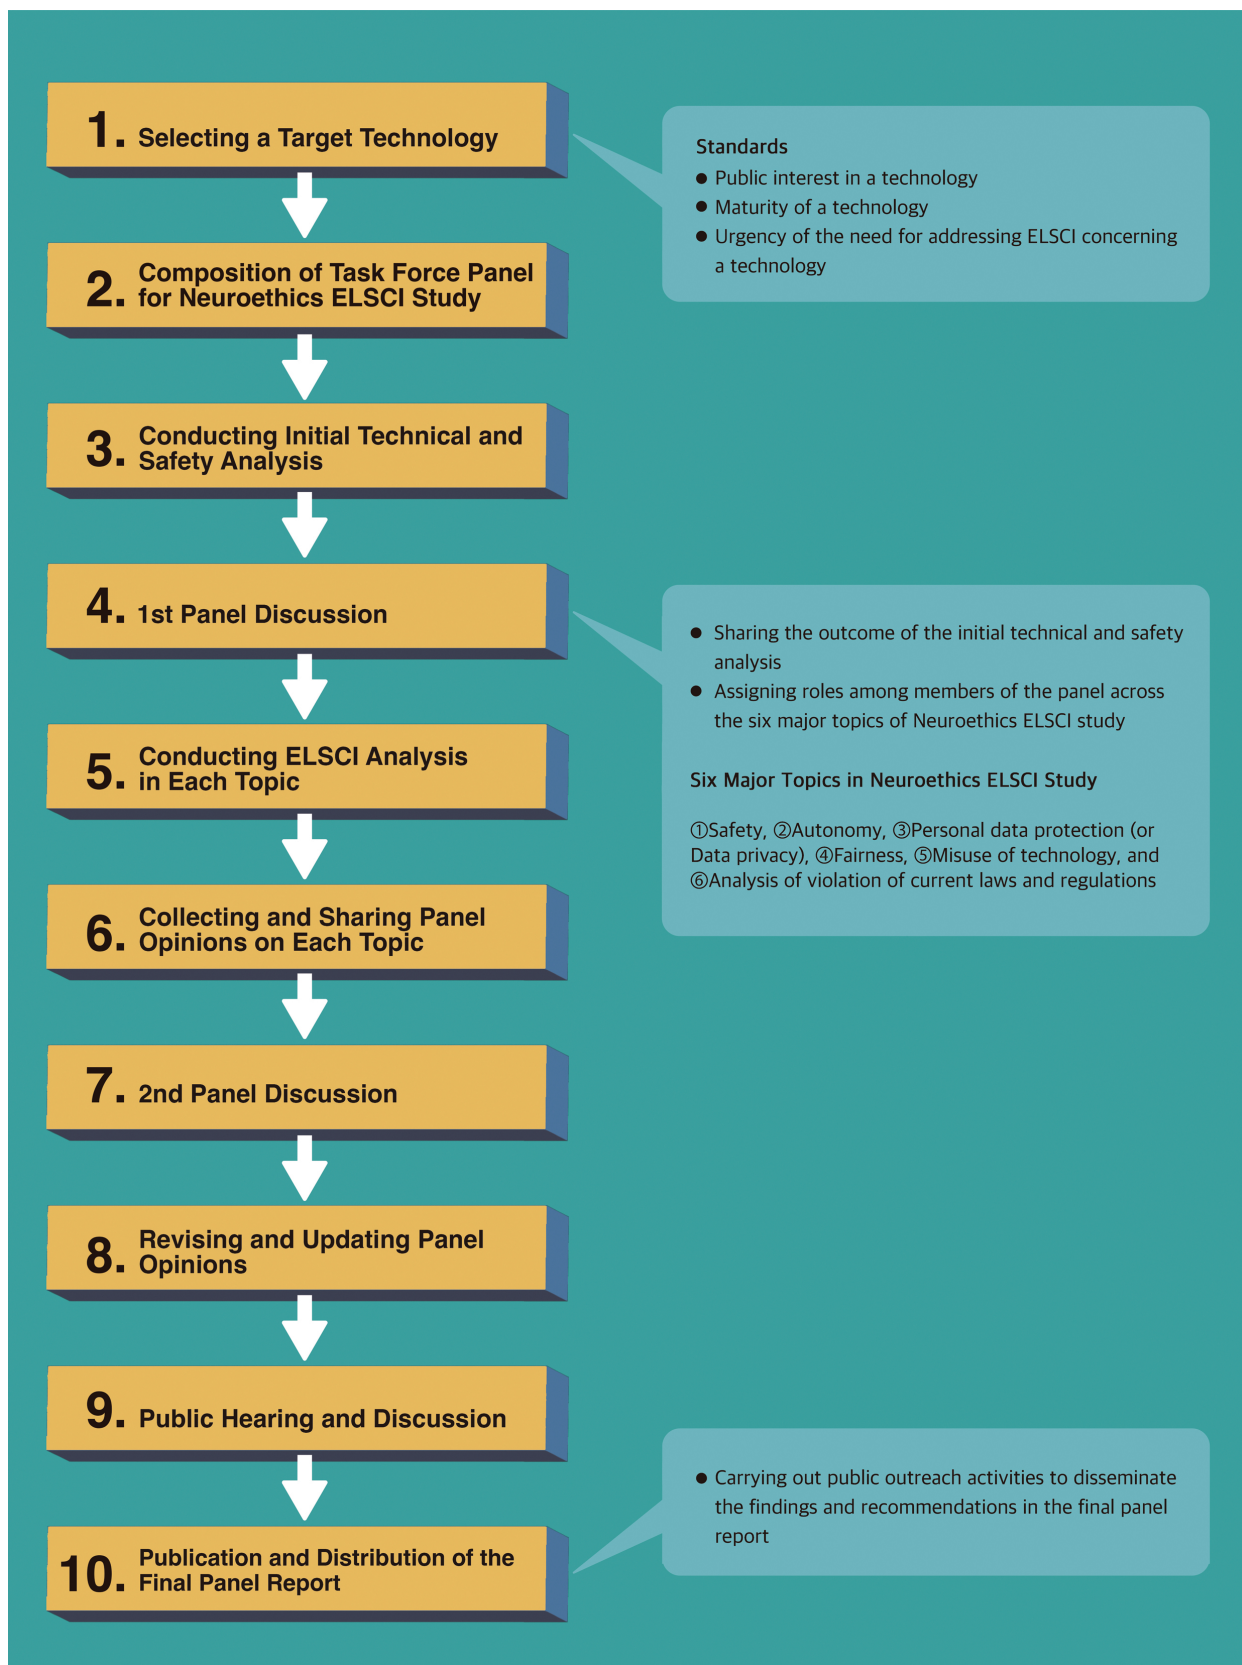 1. Selecting a Target Technology
Standards
● Public interest in a technology
● Maturity of a technology
● Urgency of the need for addressing ELSCI concerning
a technology
2. Composition of Task Force Panel
for Neuroethics ELSCI Study
3. Conducting Initial Technical and
Safety Analysis
4. 1st Panel Discussion
● Sharing the outcome of the initial technical and safety
analysis
● Assigning roles among members of the panel across
the six major topics of Neuroethics ELSCI study
Six Major Topics in Neuroethics ELSCI Study
①Safety, ②Autonomy, ③Personal data protection (or
Data privacy), ④Fairness, ⑤Misuse of technology, and
⑥Analysis of violation of current laws and regulations
5. Conducting ELSCI Analysis
in Each Topic
6. Collecting and Sharing Panel
Opinions on Each Topic
7. 2nd Panel Discussion
8. Revising and Updating Panel
Opinions
9. Public Hearing and Discussion
10. Publication and Distribution of the
Final Panel Report
● Carrying out public outreach activities to disseminate
the findings and recommendations in the final panel
report